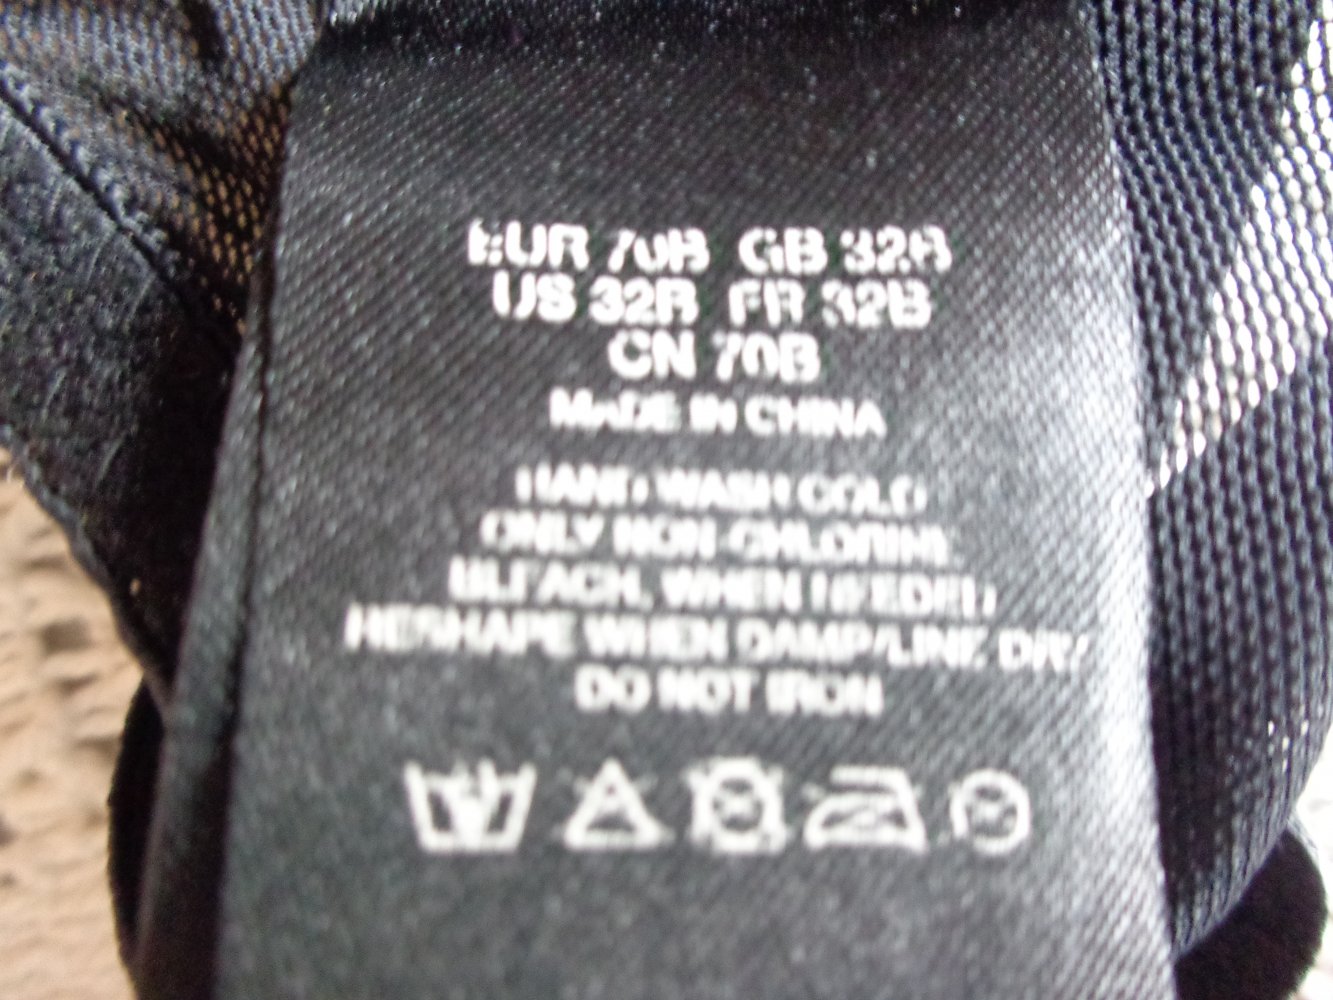 EUR 70B GB 32B
US 32B FR 32B
CN 70B
MADE IN CHINA
HAND WASH COLD
ONLY NON-CHLORINE
BLEACH, WHEN NEEDED
RESHAPE WHEN DAMP/LINE DRY
DO NOT IRON